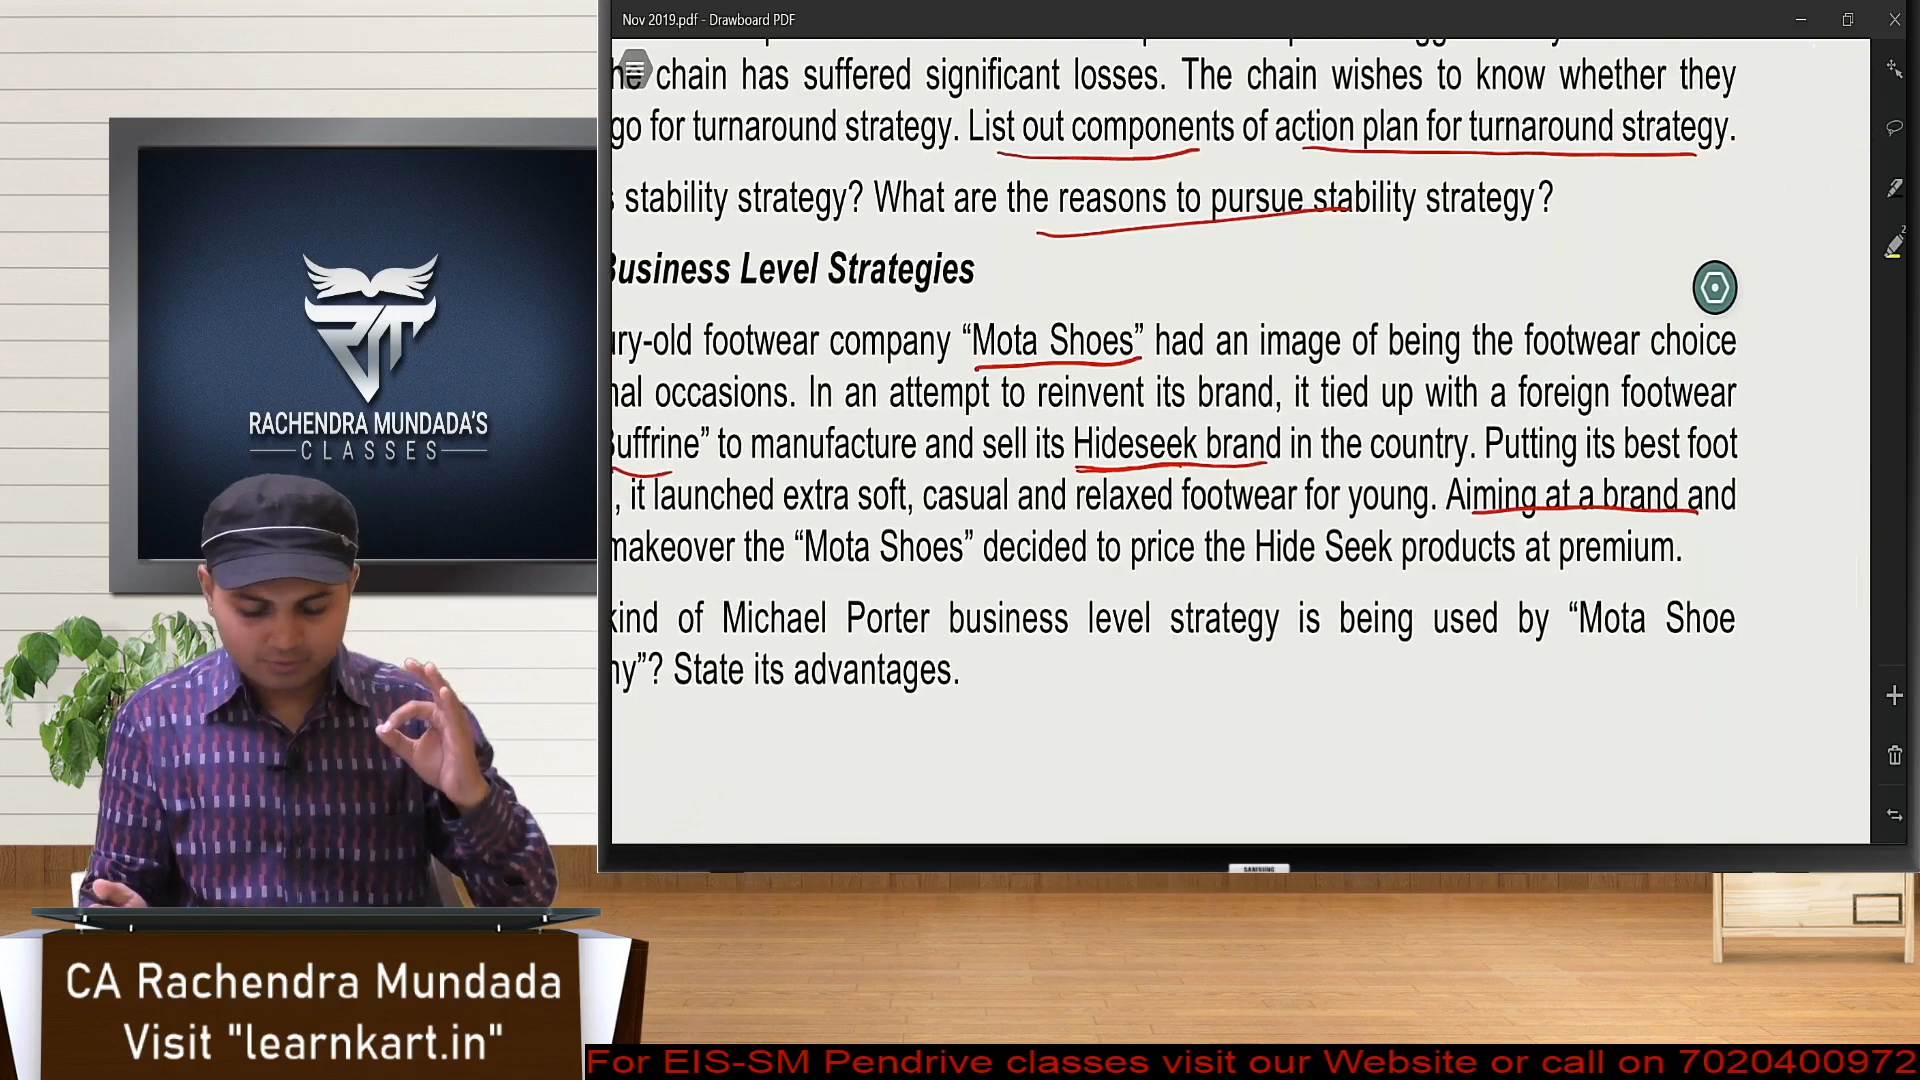 Nov 2019.pdf - Drawboard PDF
he chain has suffered significant losses. The chain wishes to know whether they
go for turnaround strategy. List out components of action plan for turnaround strategy.
s stability strategy? What are the reasons to pursue stability strategy?
Business Level Strategies
ury-old footwear company “Mota Shoes” had an image of being the footwear choice
nal occasions. In an attempt to reinvent its brand, it tied up with a foreign footwear
Buffrine” to manufacture and sell its Hideseek brand in the country. Putting its best foot
, it launched extra soft, casual and relaxed footwear for young. Aiming at a brand and
makeover the “Mota Shoes” decided to price the Hide Seek products at premium.
kind of Michael Porter business level strategy is being used by “Mota Shoe
ny”? State its advantages.
2
RACHENDRA MUNDADA'S
CLASSES
SAMSUNG
CA Rachendra Mundada
Visit "learnkart.in"
For EIS-SM Pendrive classes visit our Website or call on 7020400972